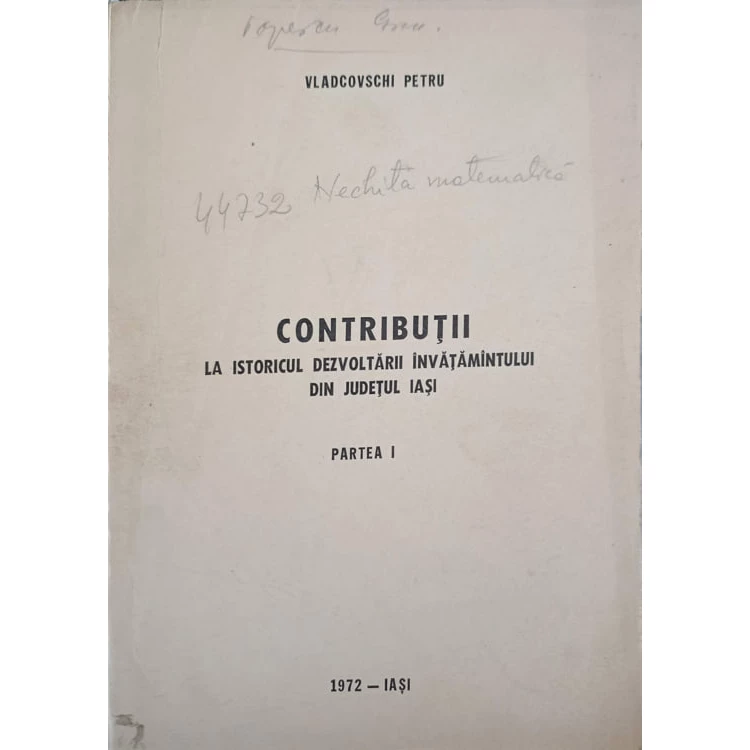 Popescu
VLADCOVSCHI PETRU
44732 Nechita matematică
CONTRIBUŢII
LA ISTORICUL DEZVOLTĂRII ÎNVĂŢĂMÎNTULUI
DIN JUDEŢUL IAŞI
PARTEA I
1972 — IAŞI